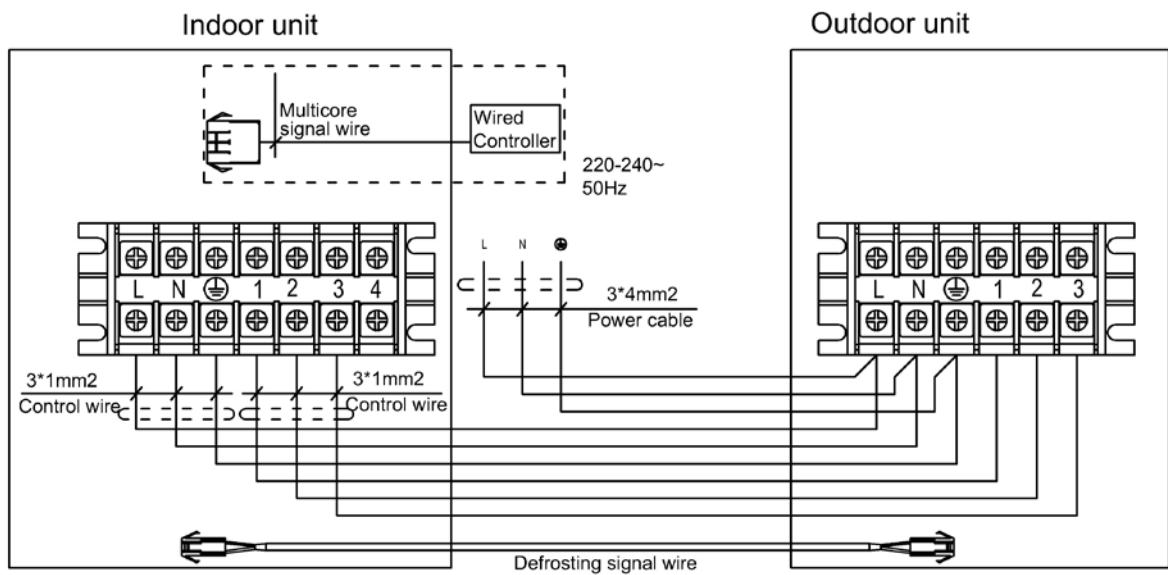 Indoor unit
Outdoor unit
Multicore
signal wire
Wired
Controller
220-240~
50Hz
L N
L N 1 2 3 4
3*4mm2
Power cable
L N 1 2 3
3*1mm2
Control wire
3*1mm2
Control wire
Defrosting signal wire